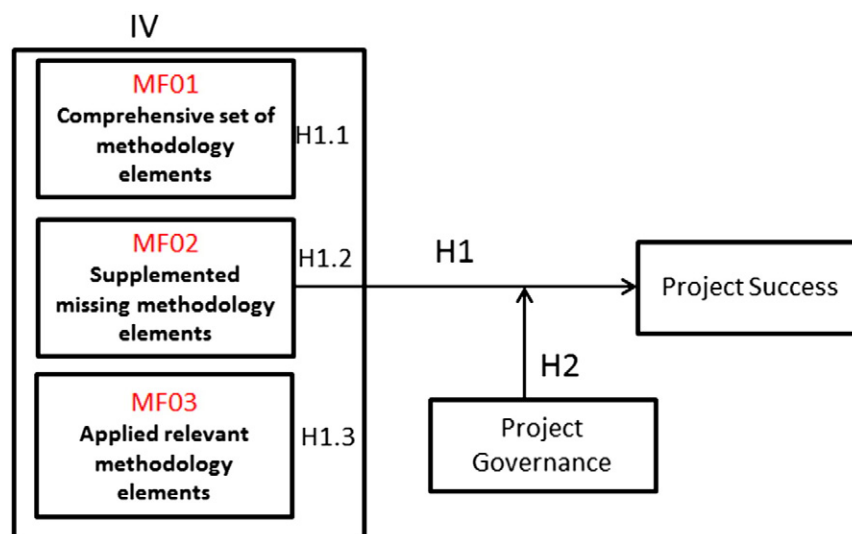 IV
MF01
Comprehensive set of
methodology
elements
H1.1
MF02
Supplemented
missing methodology
elements
H1.2
MF03
Applied relevant
methodology
elements
H1.3
H1
Project Success
H2
Project
Governance